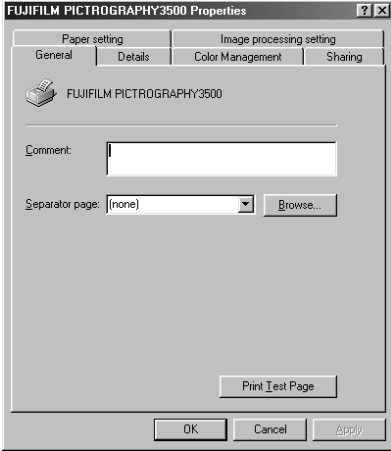 FUJIFILM PICTROGRAPHY3500 Properties
Paper setting Image processing setting
General Details Color Management Sharing
FUJIFILM PICTROGRAPHY3500
Comment:
Separator page: (none) Browse...
Print Test Page
OK Cancel Apply